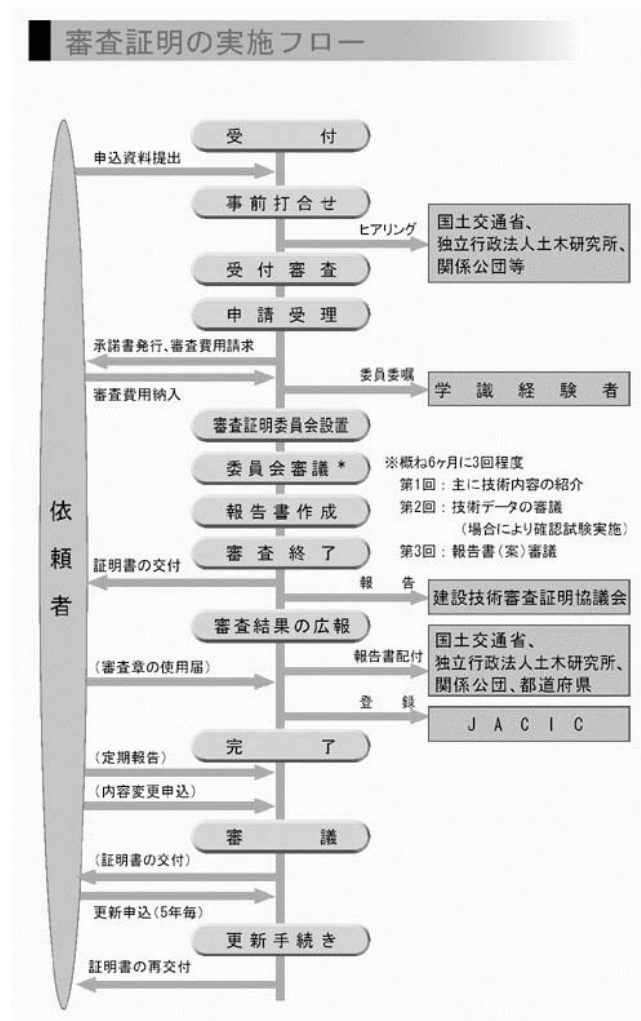 審査証明の実施フロー
受付
申込資料提出
事前打合せ
ヒアリング
国土交通省、
独立行政法人土木研究所、
関係公団等
受付審査
申請受理
承諾書発行、審査費用請求
審査費用納入
委員委嘱
学識経験者
審査証明委員会設置
委員会審議*
※概ね6ヶ月に3回程度
第1回:主に技術内容の紹介
第2回:技術データの審議
(場合により確認試験実施)
第3回:報告書(案)審議
報告書作成
審査終了
証明書の交付
報告
建設技術審査証明協議会
審査結果の広報
報告書配付
国土交通省、
独立行政法人土木研究所、
関係公団、都道府県
(審査章の使用届)
登録
JACIC
完了
(定期報告)
(内容変更申込)
審議
(証明書の交付)
更新申込(5年毎)
更新手続き
証明書の再交付
依頼者